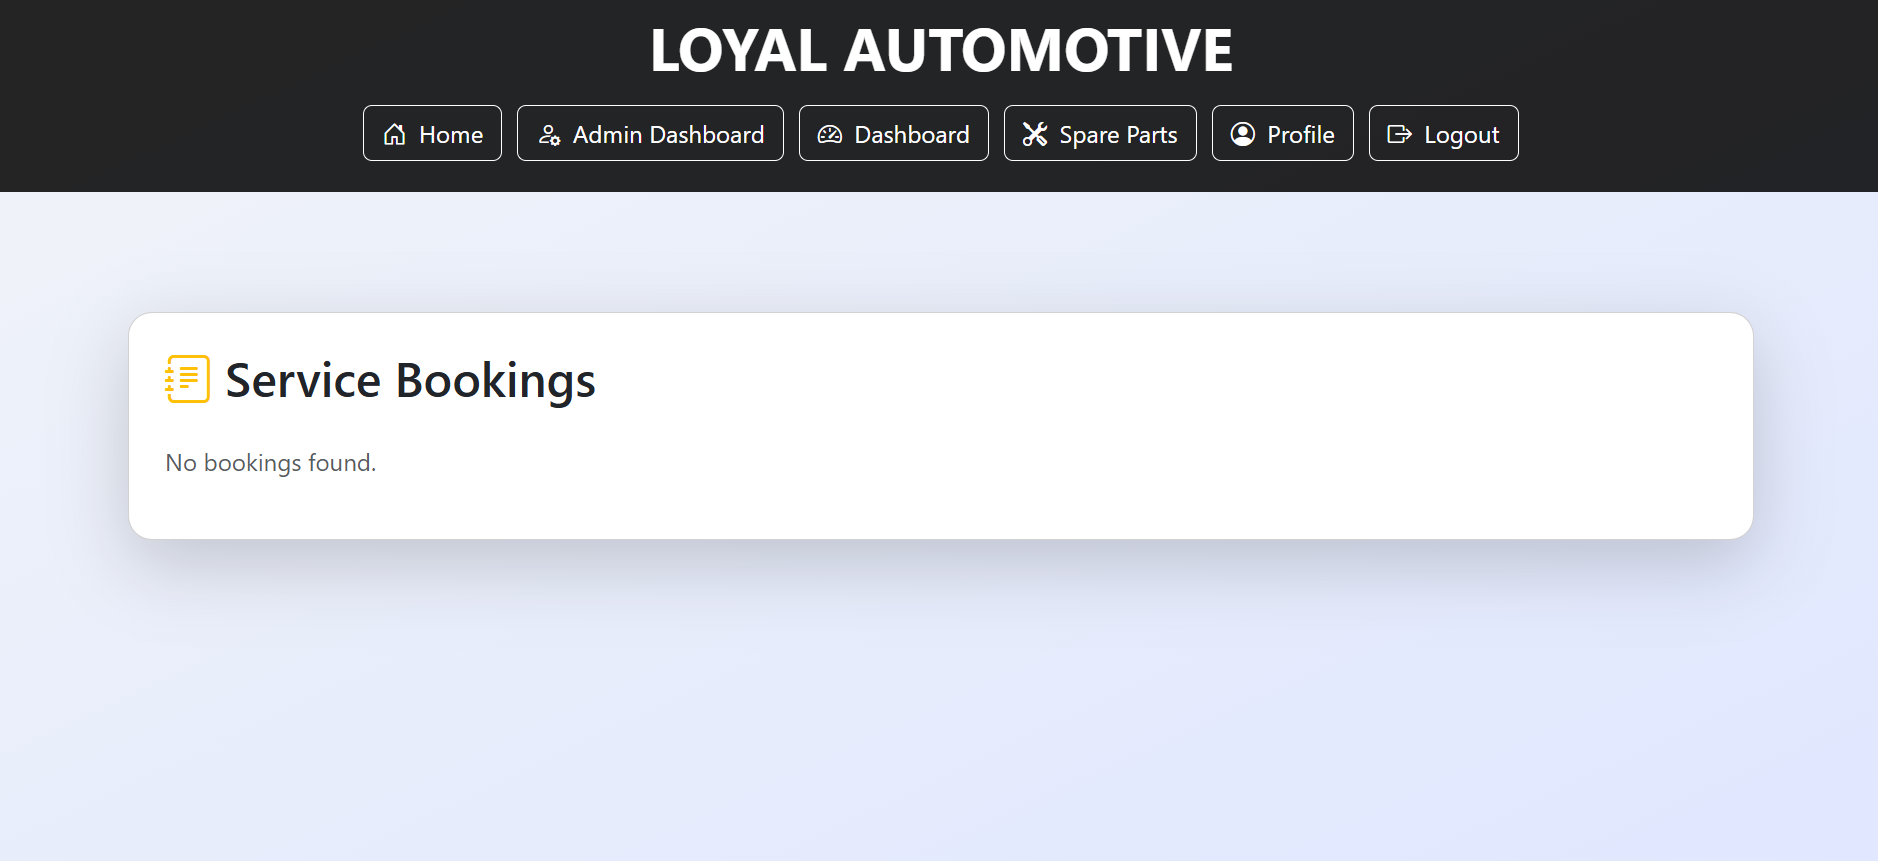 LOYAL AUTOMOTIVE
Home Admin Dashboard Dashboard Spare Parts Profile Logout
Service Bookings
No bookings found.